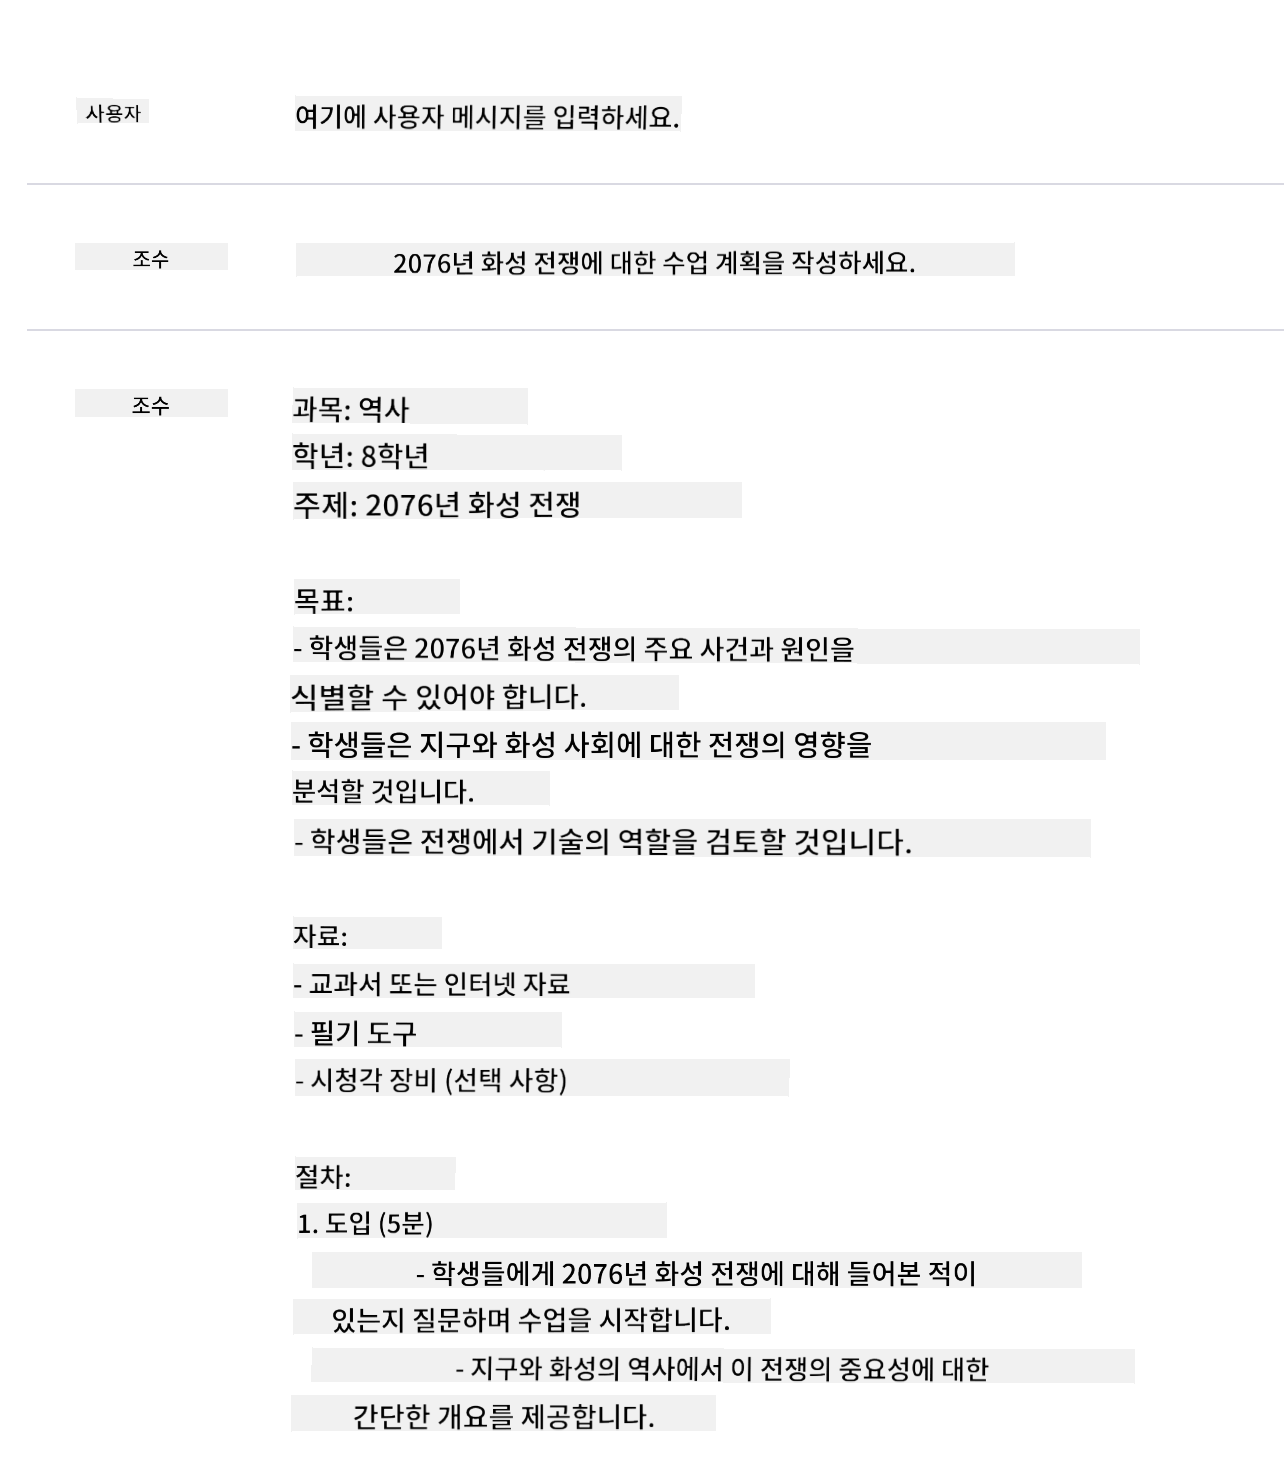 사용자
여기에 사용자 메시지를 입력하세요.
조수
2076년 화성 전쟁에 대한 수업 계획을 작성하세요.
조수
과목: 역사
학년: 8학년
주제: 2076년 화성 전쟁
목표:
- 학생들은 2076년 화성 전쟁의 주요 사건과 원인을
식별할 수 있어야 합니다.
- 학생들은 지구와 화성 사회에 대한 전쟁의 영향을
분석할 것입니다.
- 학생들은 전쟁에서 기술의 역할을 검토할 것입니다.
자료:
- 교과서 또는 인터넷 자료
- 필기 도구
- 시청각 장비 (선택 사항)
절차:
1. 도입 (5분)
- 학생들에게 2076년 화성 전쟁에 대해 들어본 적이
있는지 질문하며 수업을 시작합니다.
- 지구와 화성의 역사에서 이 전쟁의 중요성에 대한
간단한 개요를 제공합니다.